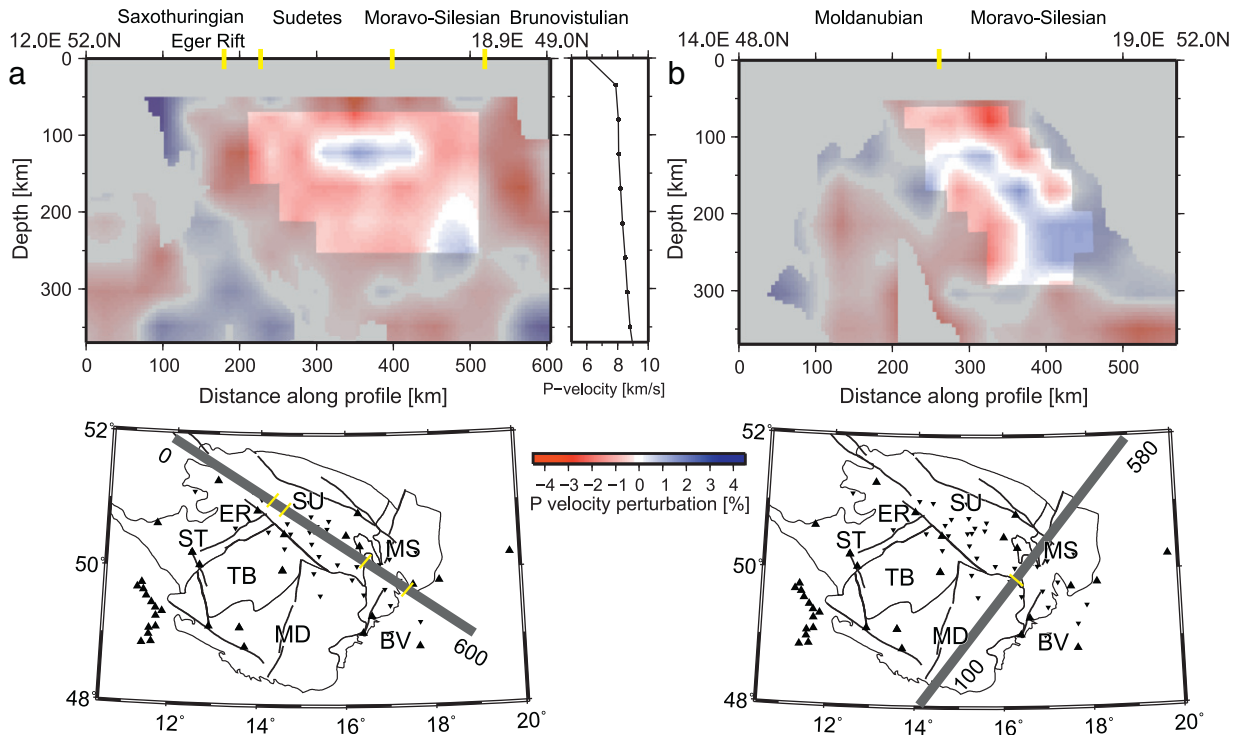 Saxothuringian Sudetes Moravo-Silesian Brunovistulian
12.0E 52.0N Eger Rift 18.9E 49.0N
a
0
100
200
300
Depth [km]
0 100 200 300 400 500 600
Distance along profile [km]
6 8 10
P-velocity [km/s]
Moldanubian Moravo-Silesian
14.0E 48.0N 19.0E 52.0N
b
0
100
200
300
Depth [km]
0 100 200 300 400 500
Distance along profile [km]
52°
50°
48°
0
SU
ER
ST
MS
TB
MD
BV
600
12° 14° 16° 18° 20°
−4 −3 −2 −1 0 1 2 3 4
P velocity perturbation [%]
52°
50°
48°
580
SU
ER
ST
MS
TB
MD
BV
100
12° 14° 16° 18° 20°